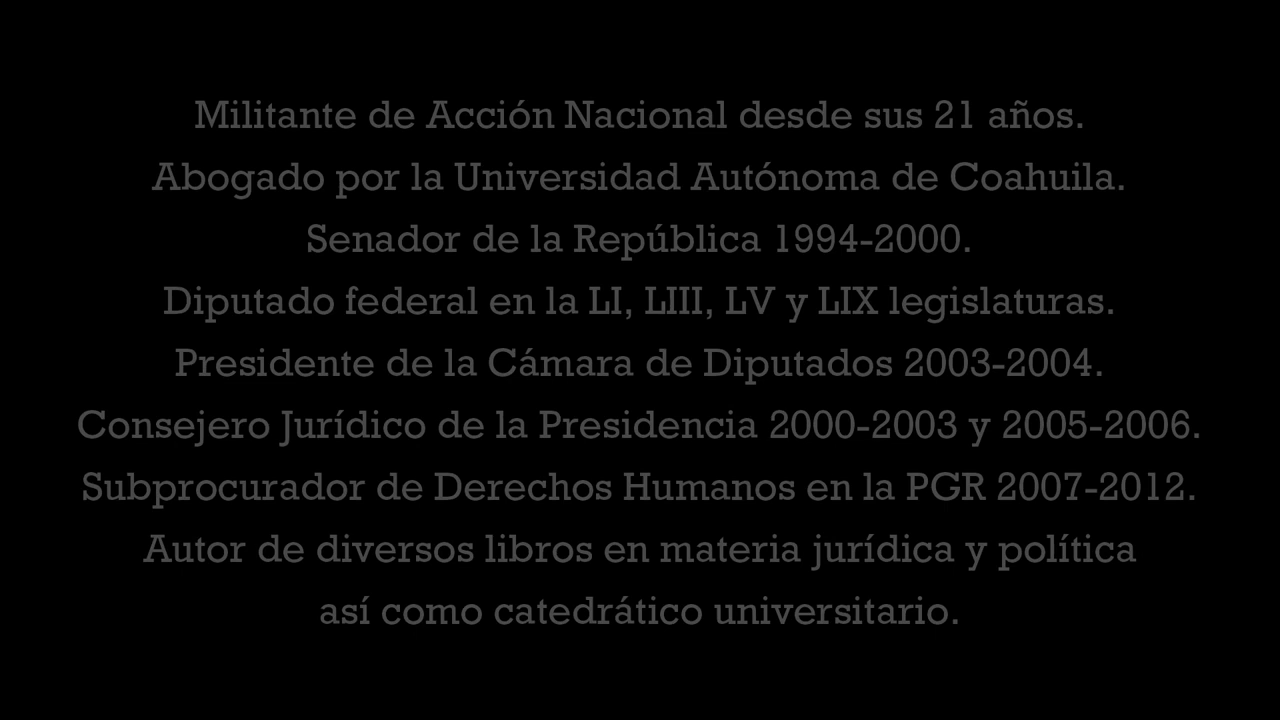 Militante de Acción Nacional desde sus 21 años.
Abogado por la Universidad Autónoma de Coahuila.
Senador de la República 1994-2000.
Diputado federal en la LI, LIII, LV y LIX legislaturas.
Presidente de la Cámara de Diputados 2003-2004.
Consejero Jurídico de la Presidencia 2000-2003 y 2005-2006.
Subprocurador de Derechos Humanos en la PGR 2007-2012.
Autor de diversos libros en materia jurídica y política
así como catedrático universitario.